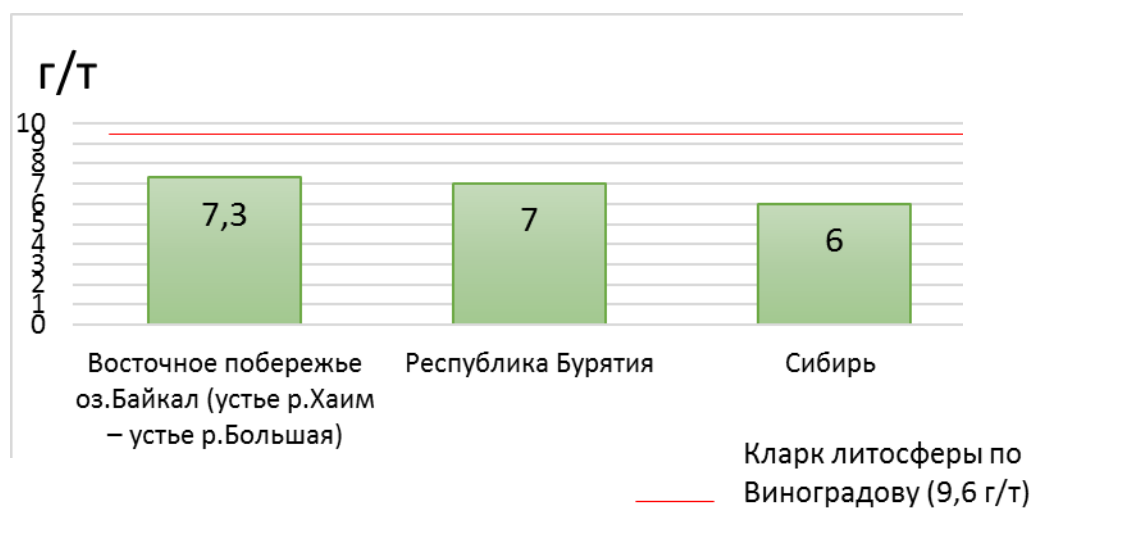 г/т
10
9
8
7
6
5
4
3
2
1
0
7,3
7
6
Восточное побережье
оз.Байкал (устье р.Хаим
– устье р.Большая)
Республика Бурятия
Сибирь
Кларк литосферы по
Виноградову (9,6 г/т)